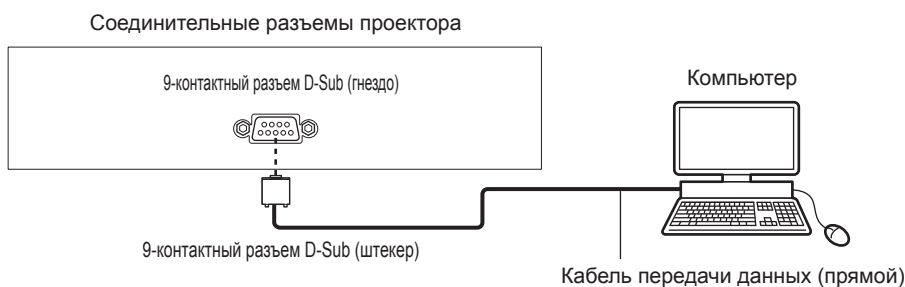 Соединительные разъемы проектора
9-контактный разъем D-Sub (гнездо)
Компьютер
9-контактный разъем D-Sub (штекер)
Кабель передачи данных (прямой)